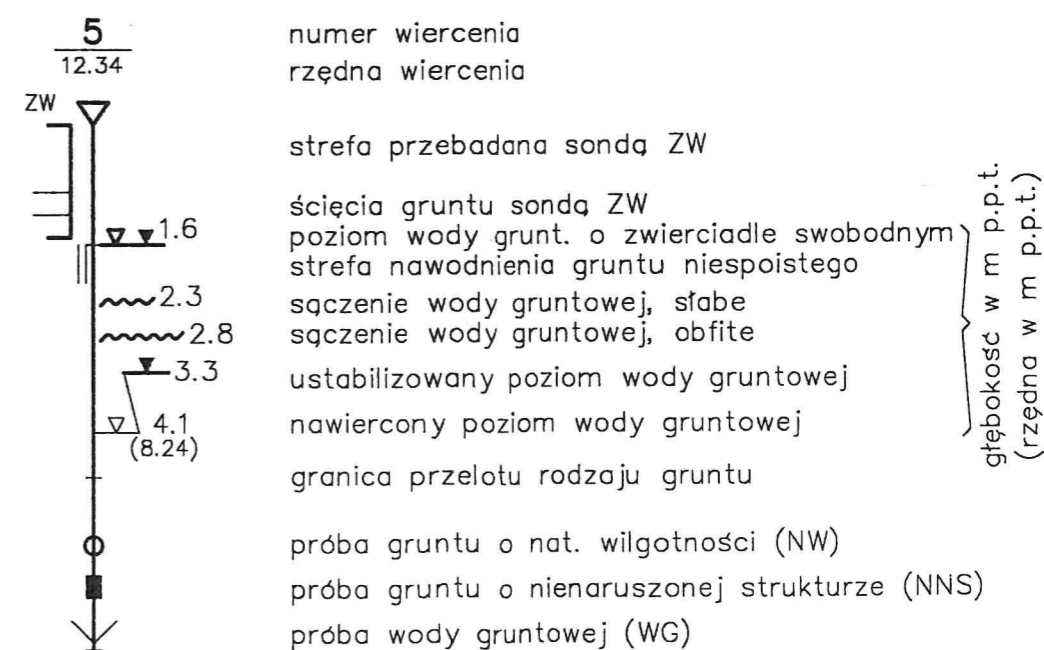 5 numer wiercenia
12.34 rzędna wiercenia
ZW
strefa przebadana sondą ZW
ścięcia gruntu sondą ZW
1.6 poziom wody grunt. o zwierciadle swobodnym
strefa nawodnienia gruntu niespoistego
2.3 sączenie wody gruntowej, słabe
2.8 sączenie wody gruntowej, obfite
3.3 ustabilizowany poziom wody gruntowej
4.1 nawiercony poziom wody gruntowej
(8.24)
granica przelotu rodzaju gruntu
próba gruntu o nat. wilgotności (NW)
próba gruntu o nienaruszonej strukturze (NNS)
próba wody gruntowej (WG)
głębokość w m p.p.t.
(rzędna w m p.p.t.)